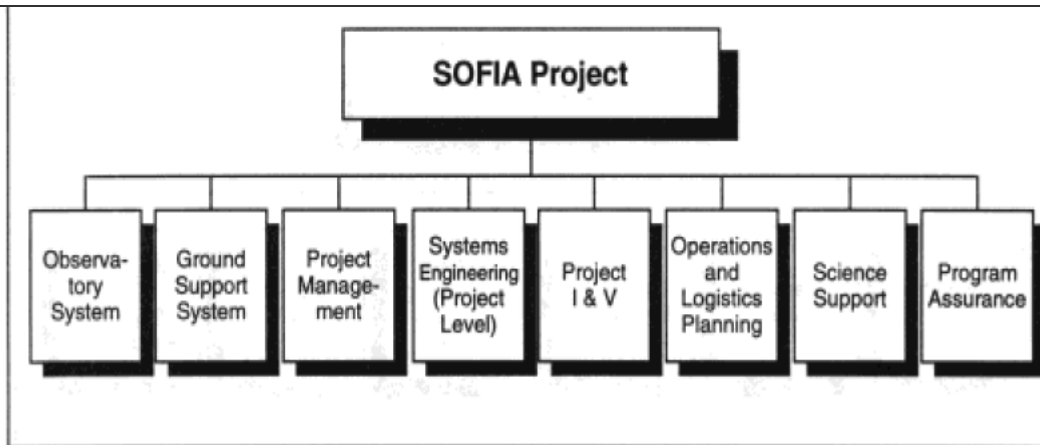 SOFIA Project
Observa-
tory
System
Ground
Support
System
Project
Manage-
ment
Systems
Engineering
(Project
Level)
Project
I & V
Operations
and
Logistics
Planning
Science
Support
Program
Assurance